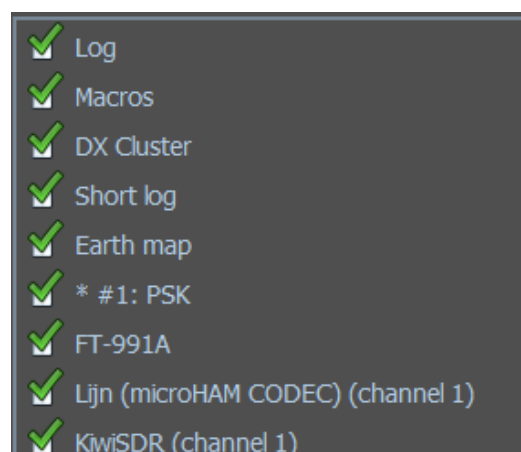 Log
Macros
DX Cluster
Short log
Earth map
* #1: PSK
FT-991A
Lijn (microHAM CODEC) (channel 1)
KiwiSDR (channel 1)